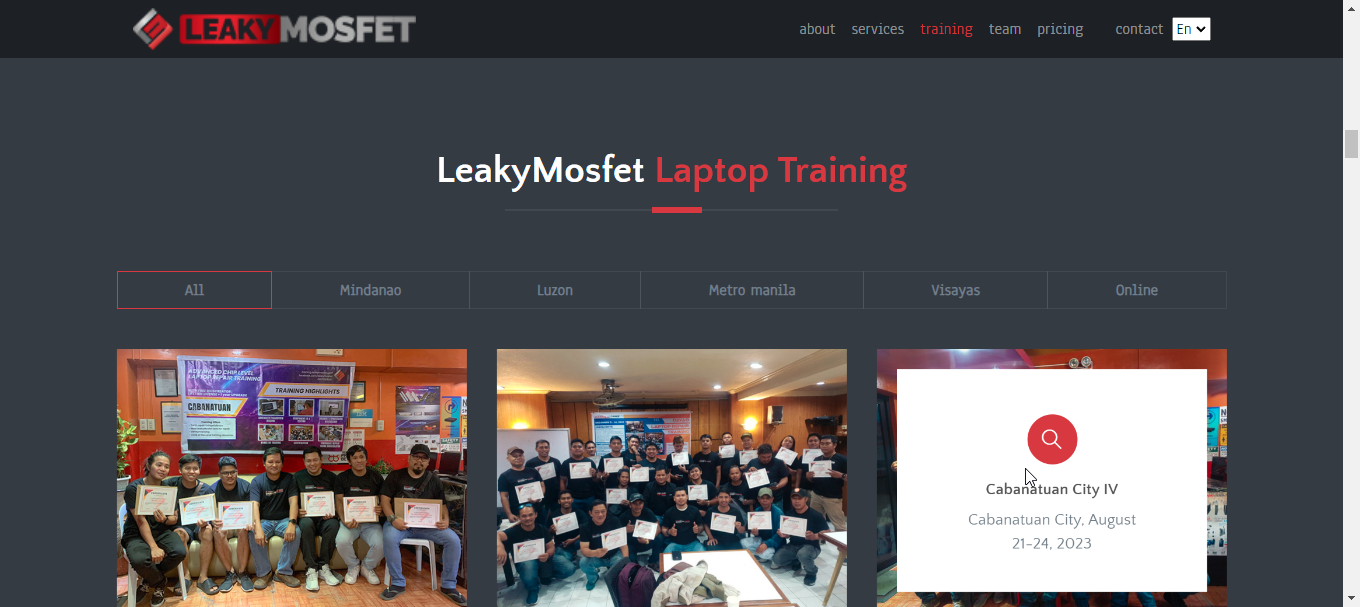 LEAKYMOSFET
about services training team pricing contact En
LeakyMosfet Laptop Training
All Mindanao Luzon Metro manila Visayas Online
ADVANCED CHIP LEVEL
LAPTOP REPAIR TRAINING
TRAINING HIGHLIGHTS
CABANATUAN
Cabanatuan City IV
Cabanatuan City, August
21-24, 2023